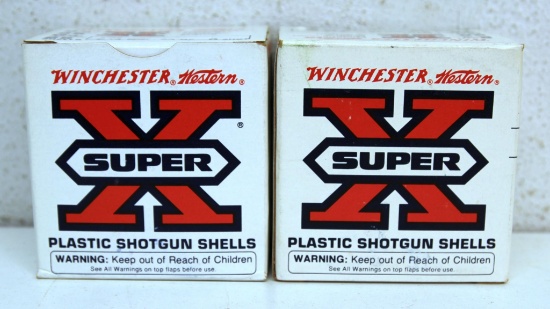 WINCHESTER® Western®
X
SUPER
®
PLASTIC SHOTGUN SHELLS
WARNING: Keep out of Reach of Children
See All Warnings on top flaps before use.
WINCHESTER® Western®
X
SUPER
PLASTIC SHOTGUN SHELLS
WARNING: Keep out of Reach of Children
See All Warnings on top flaps before use.